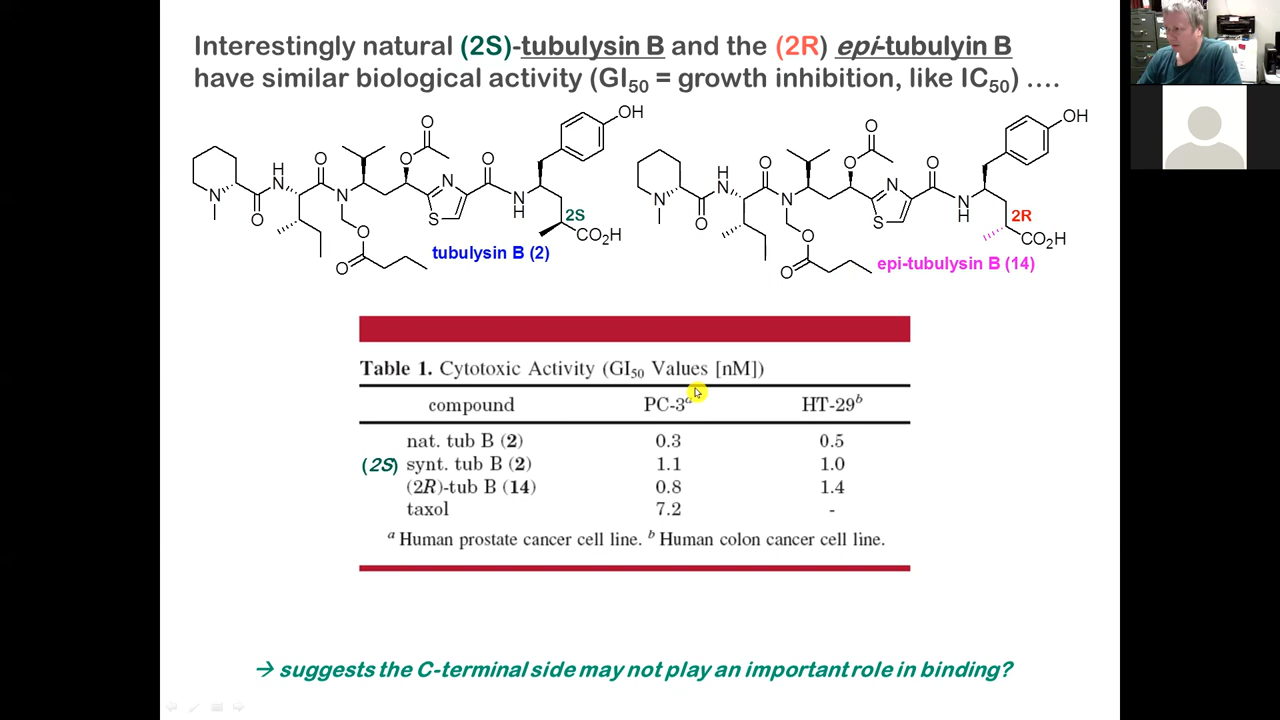 Interestingly natural (2S)-tubulysin B and the (2R) epi-tubulyin B
have similar biological activity (GI50 = growth inhibition, like IC50) ….
OH
O
O
O
H
N
O
N
O
N
O
S
N
O
N
H
2S
CO2H
O
O
tubulysin B (2)
OH
O
O
O
H
N
O
N
O
N
O
S
N
O
N
H
2R
CO2H
O
O
epi-tubulysin B (14)
Table 1. Cytotoxic Activity (GI50 Values [nM])
compound PC-3a HT-29b
nat. tub B (2) 0.3 0.5
(2S) synt. tub B (2) 1.1 1.0
(2R)-tub B (14) 0.8 1.4
taxol 7.2 -
a Human prostate cancer cell line. b Human colon cancer cell line.
→ suggests the C-terminal side may not play an important role in binding?